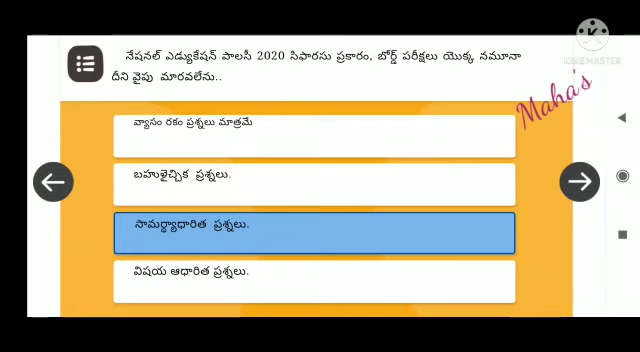 KINEMASTER
నేషనల్ ఎడ్యుకేషన్ పాలసీ 2020 సిఫారసు ప్రకారం, బోర్డ్ పరీక్షలు యొక్క నమూనా
దీని వైపు మారవలేను..
Maha's
వ్యాసం రకం ప్రశ్నలు మాత్రమే
బహుళైచ్ఛిక ప్రశ్నలు.
సామర్థ్యాధారిత ప్రశ్నలు.
విషయ ఆధారిత ప్రశ్నలు.